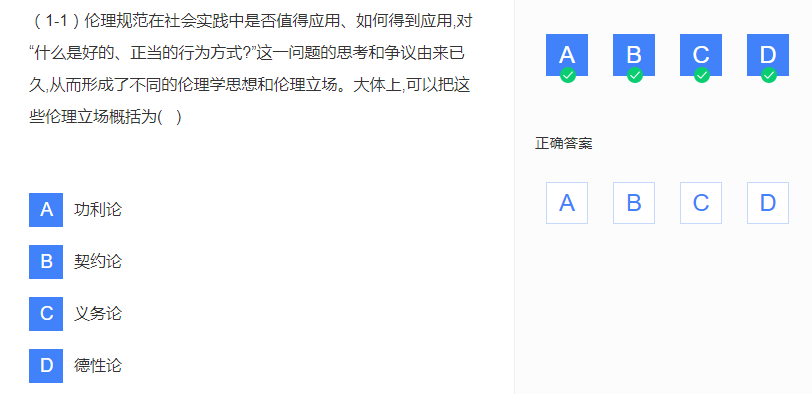 （1-1）伦理规范在社会实践中是否值得应用、如何得到应用,对
“什么是好的、正当的行为方式?”这一问题的思考和争议由来已
久,从而形成了不同的伦理学思想和伦理立场。大体上,可以把这
些伦理立场概括为( )
A 功利论
B 契约论
C 义务论
D 德性论
A B C D
正确答案
A B C D